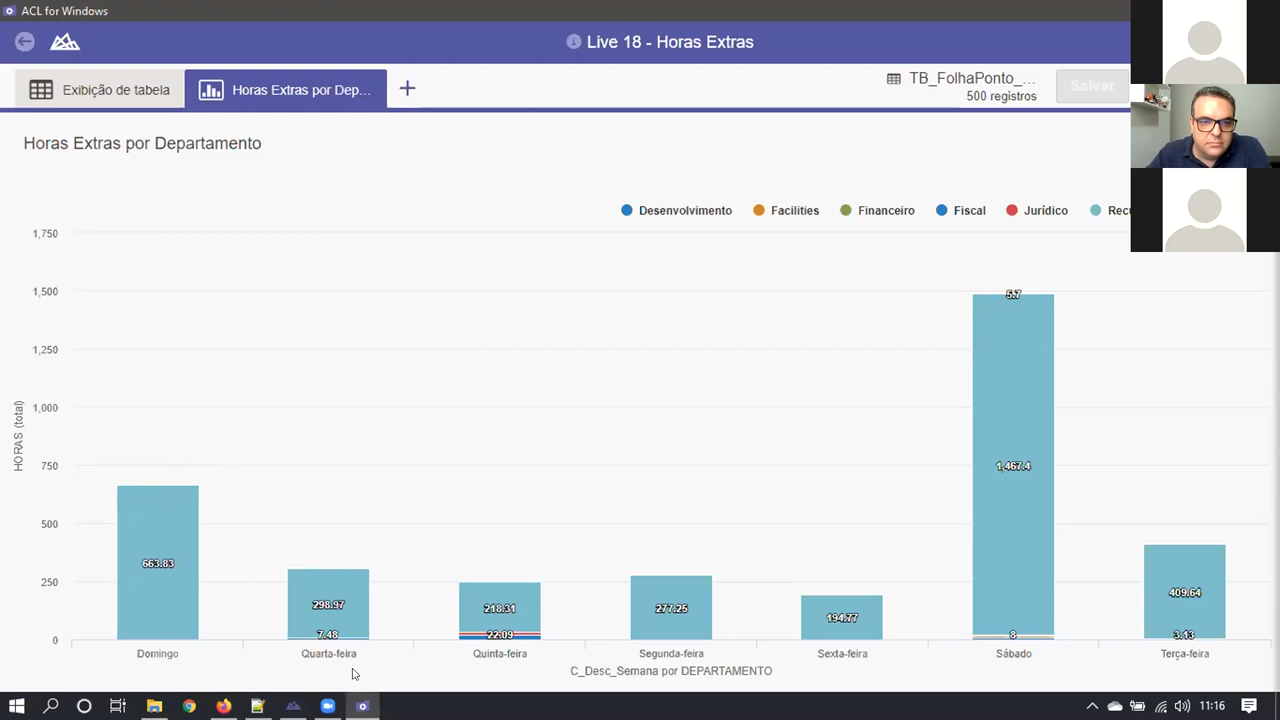 ACL for Windows
Live 18 - Horas Extras
Exibição de tabela
Horas Extras por Dep...
+
TB_FolhaPonto_...
500 registros
Salvar
Horas Extras por Departamento
Desenvolvimento Facilities Financeiro Fiscal Jurídico
1,750
1,500
1,250
1,000
750
500
250
0
HORAS (total)
663.83
298.97
7.48
218.31
22.09
277.25
194.77
5.7
1,467.4
8
409.64
3.13
Domingo Quarta-feira Quinta-feira Segunda-feira Sexta-feira Sábado Terça-feira
C_Desc_Semana por DEPARTAMENTO
11:16